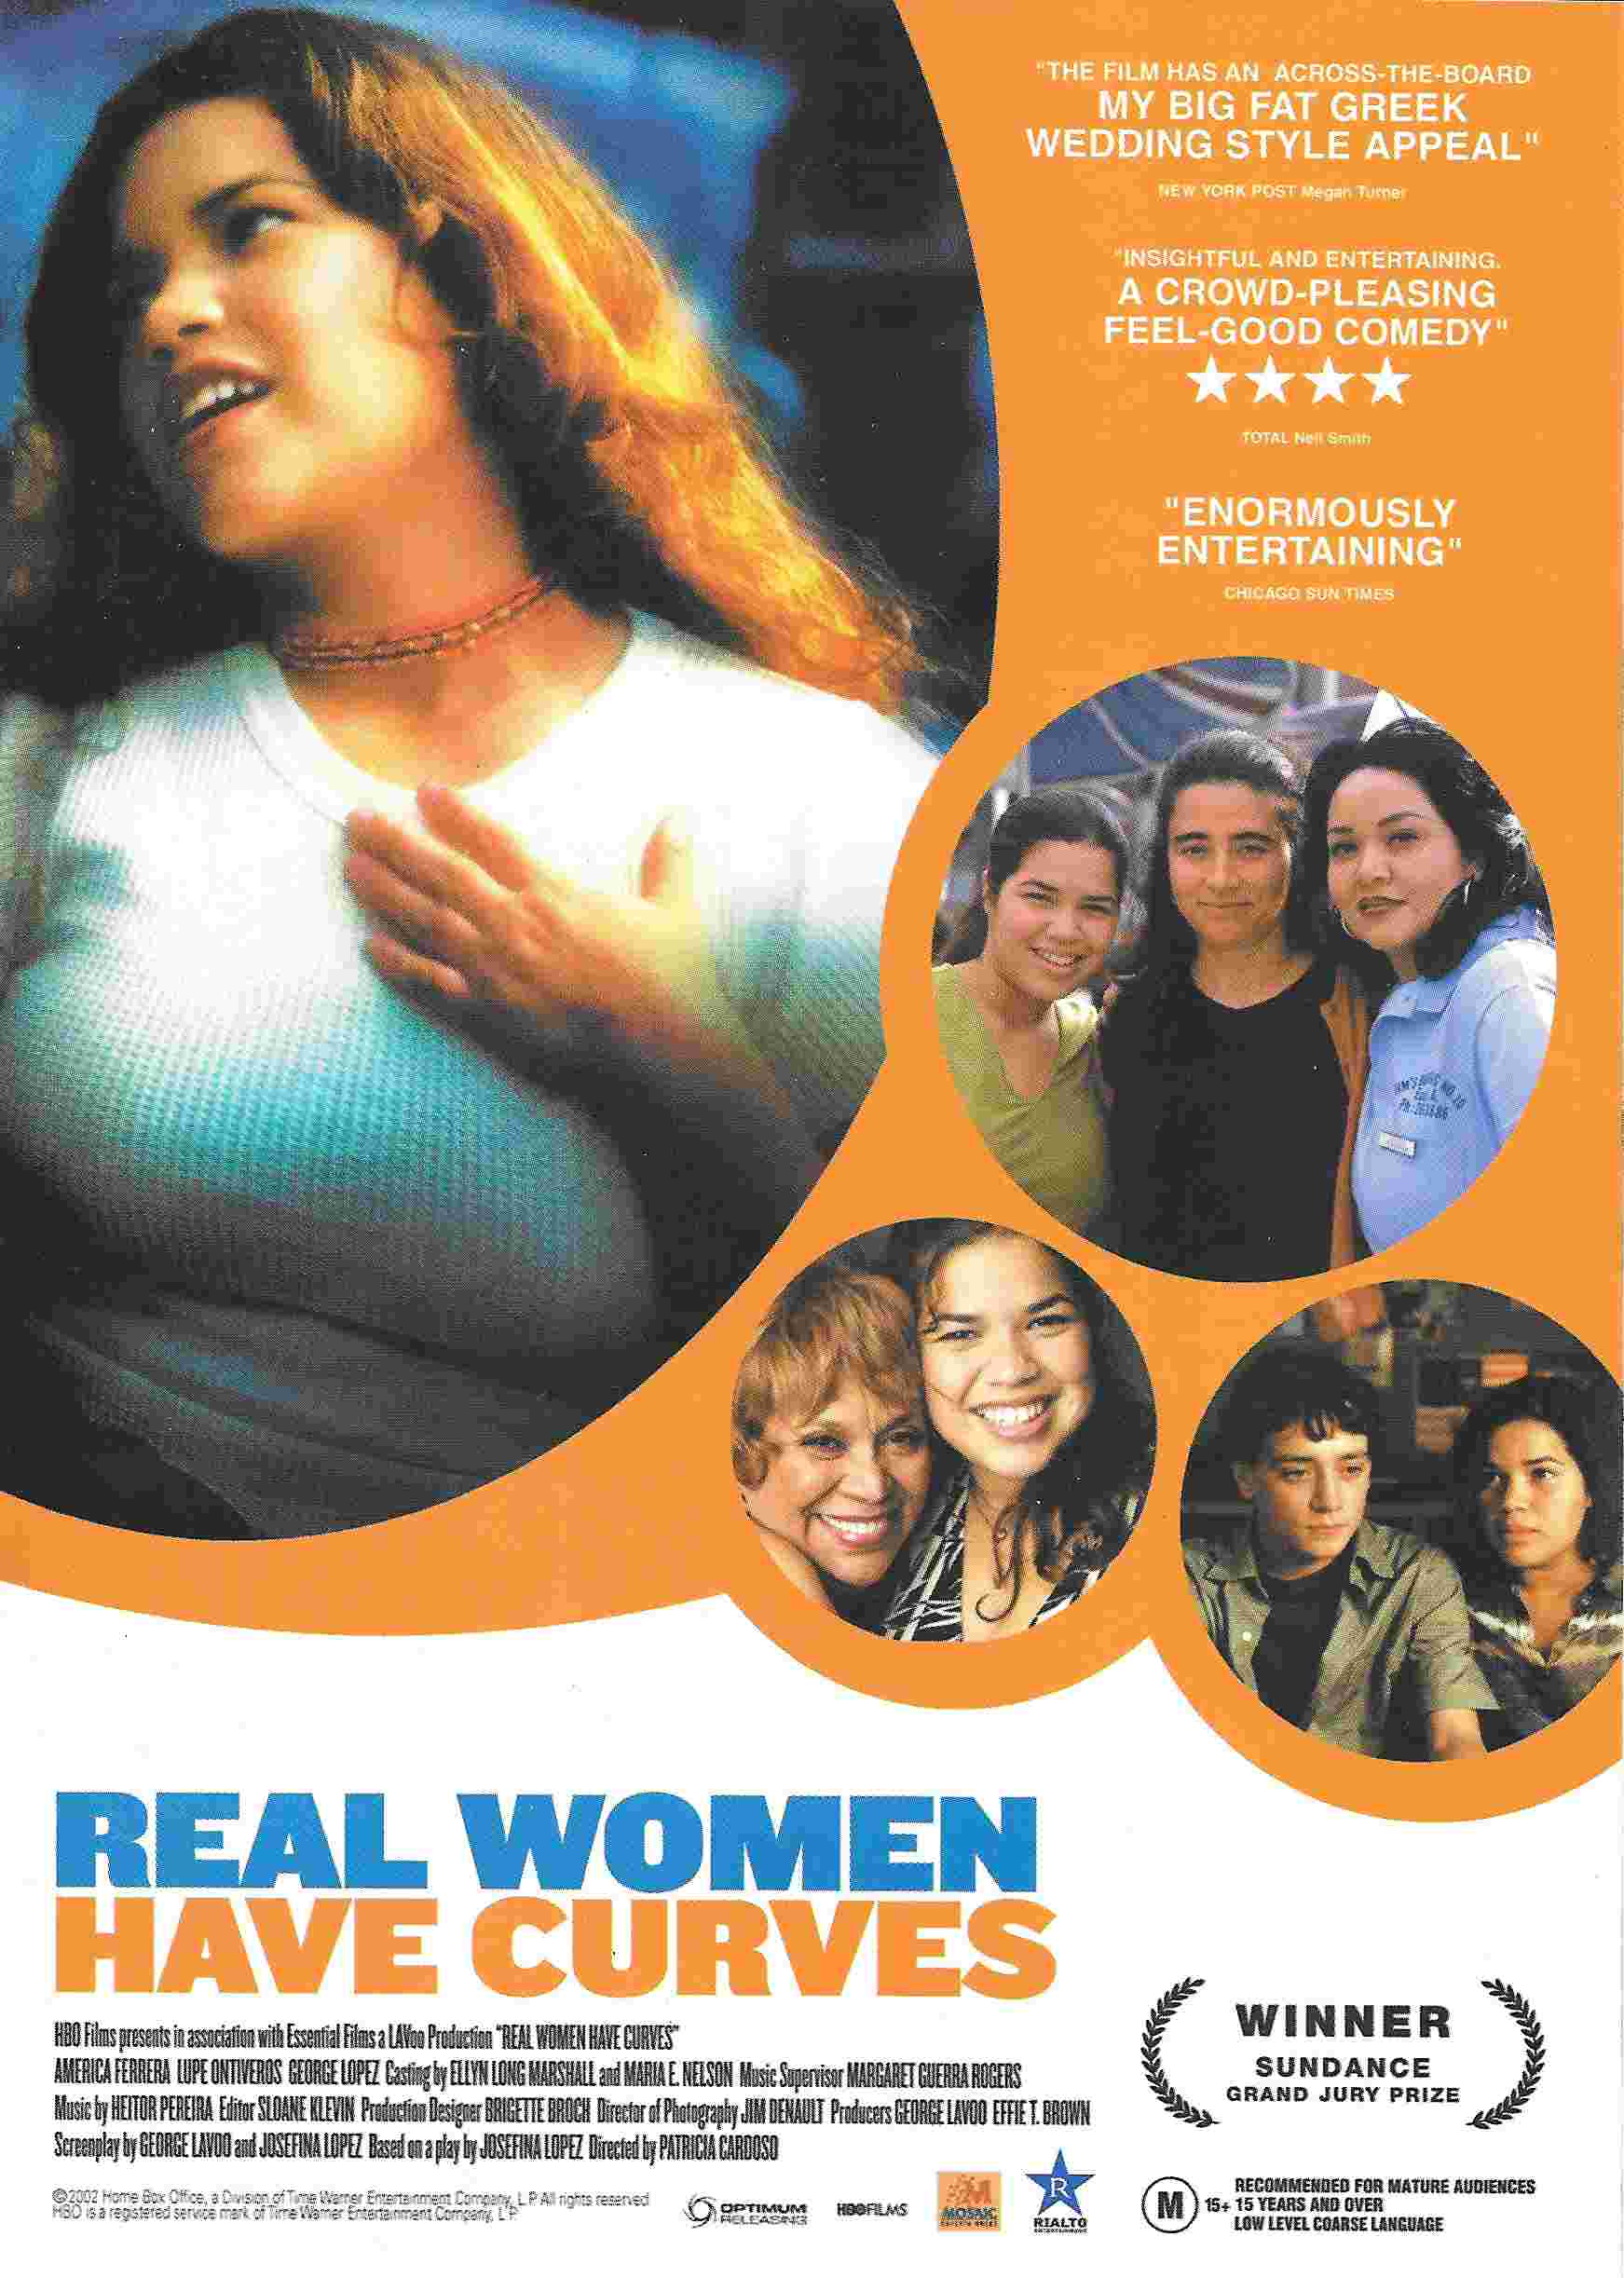 "THE FILM HAS AN ACROSS-THE-BOARD
MY BIG FAT GREEK
WEDDING STYLE APPEAL"
NEW YORK POST Megan Turner
"INSIGHTFUL AND ENTERTAINING.
A CROWD-PLEASING
FEEL-GOOD COMEDY"
★★★★
TOTAL Neil Smith
"ENORMOUSLY
ENTERTAINING"
CHICAGO SUN TIMES
REAL WOMEN
HAVE CURVES
HBO Films presents in association with Essential Films a LAVoo Production "REAL WOMEN HAVE CURVES"
AMERICA FERRERA LUPE ONTIVEROS GEORGE LOPEZ Casting by ELLYN LONG MARSHALL and MARIA E. NELSON Music Supervisor MARGARET GUERRA ROGERS
Music by HEITOR PEREIRA Editor SLOANE KLEVIN Production Designer BRIGETTE BROCH Director of Photography JIM DENAULT Producers GEORGE LAVOO EFFIE T. BROWN
Screenplay by GEORGE LAVOO and JOSEFINA LOPEZ Based on a play by JOSEFINA LOPEZ Directed by PATRICIA CARDOSO
©2002 Home Box Office, a Division of Time Warner Entertainment Company, L.P. All rights reserved
HBO is a registered service mark of Time Warner Entertainment Company, L.P.
OPTIMUM
RELEASING
HBOFILMS
M
MOSAIC
R
RIALTO
ENTERTAINMENT
WINNER
SUNDANCE
GRAND JURY PRIZE
M 15+
RECOMMENDED FOR MATURE AUDIENCES
15 YEARS AND OVER
LOW LEVEL COARSE LANGUAGE